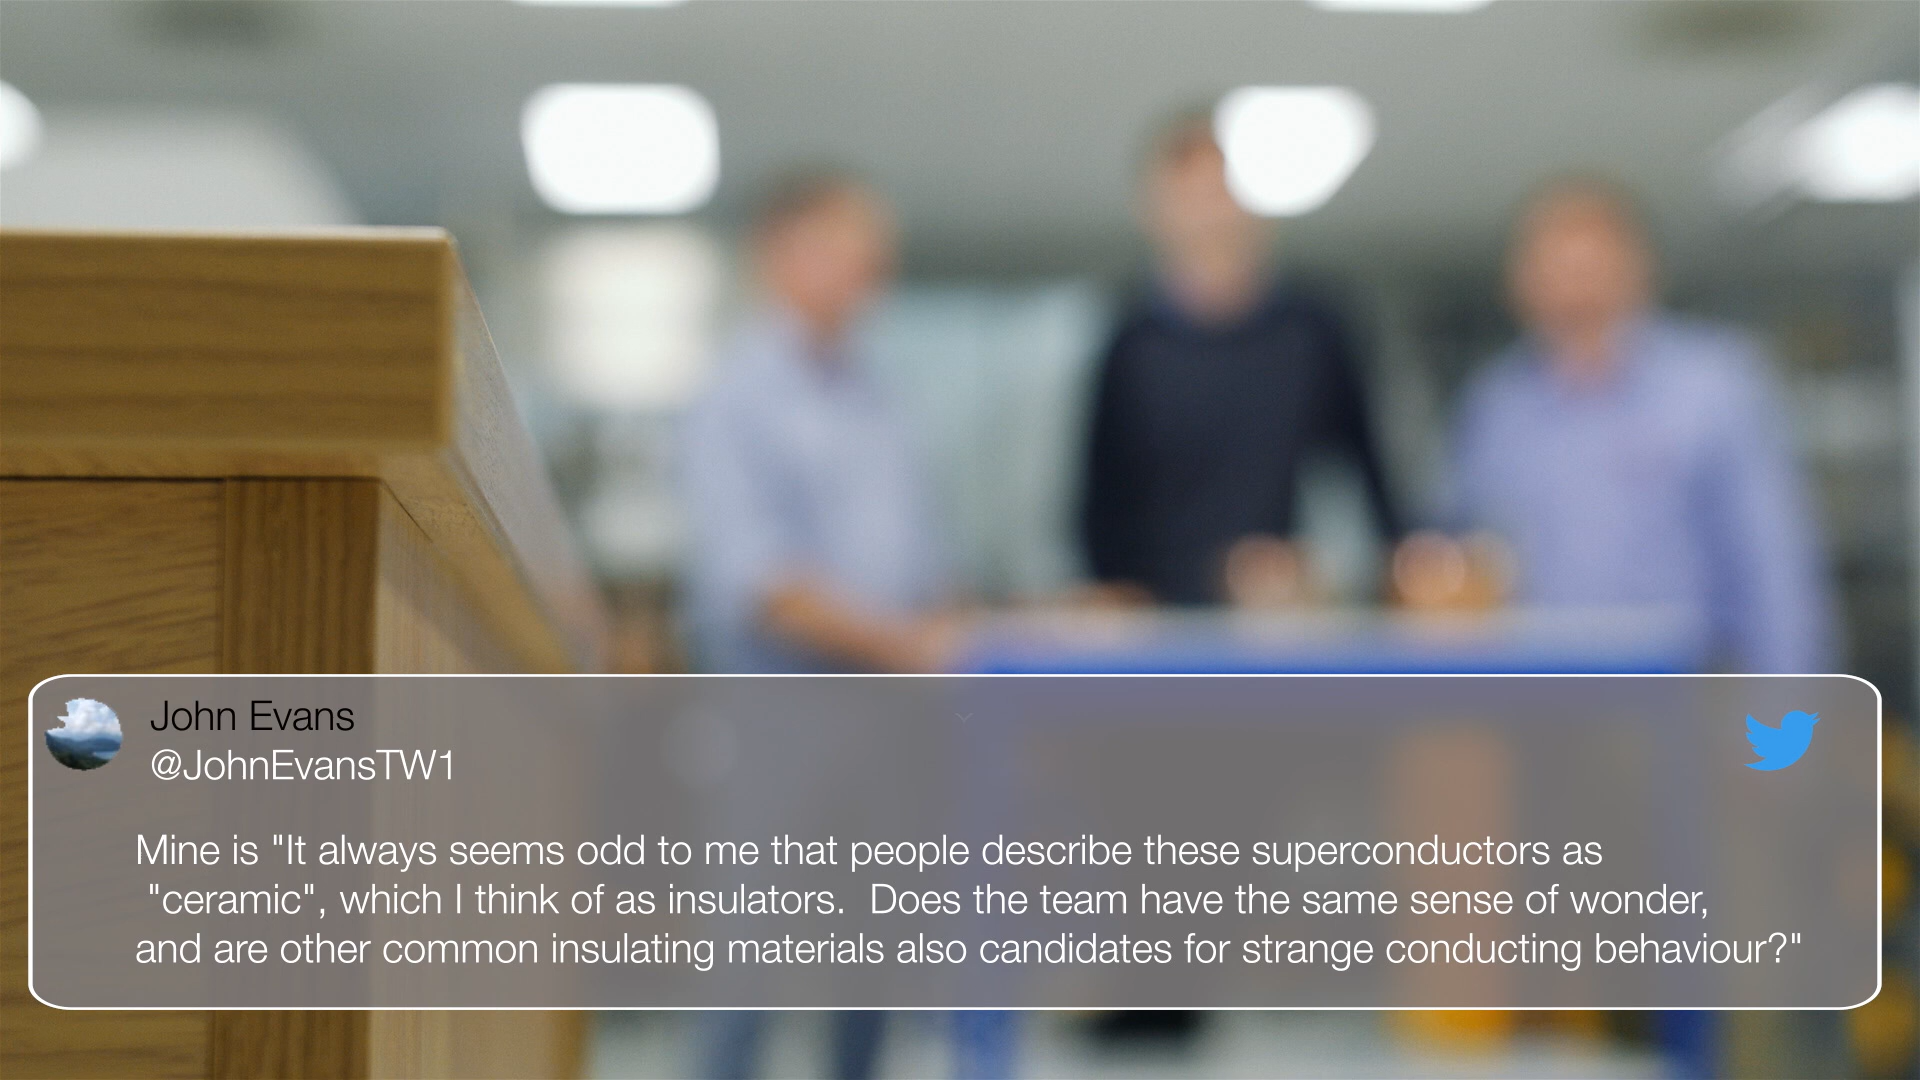 John Evans
@JohnEvansTW1
Mine is "It always seems odd to me that people describe these superconductors as
"ceramic", which I think of as insulators.  Does the team have the same sense of wonder,
and are other common insulating materials also candidates for strange conducting behaviour?"